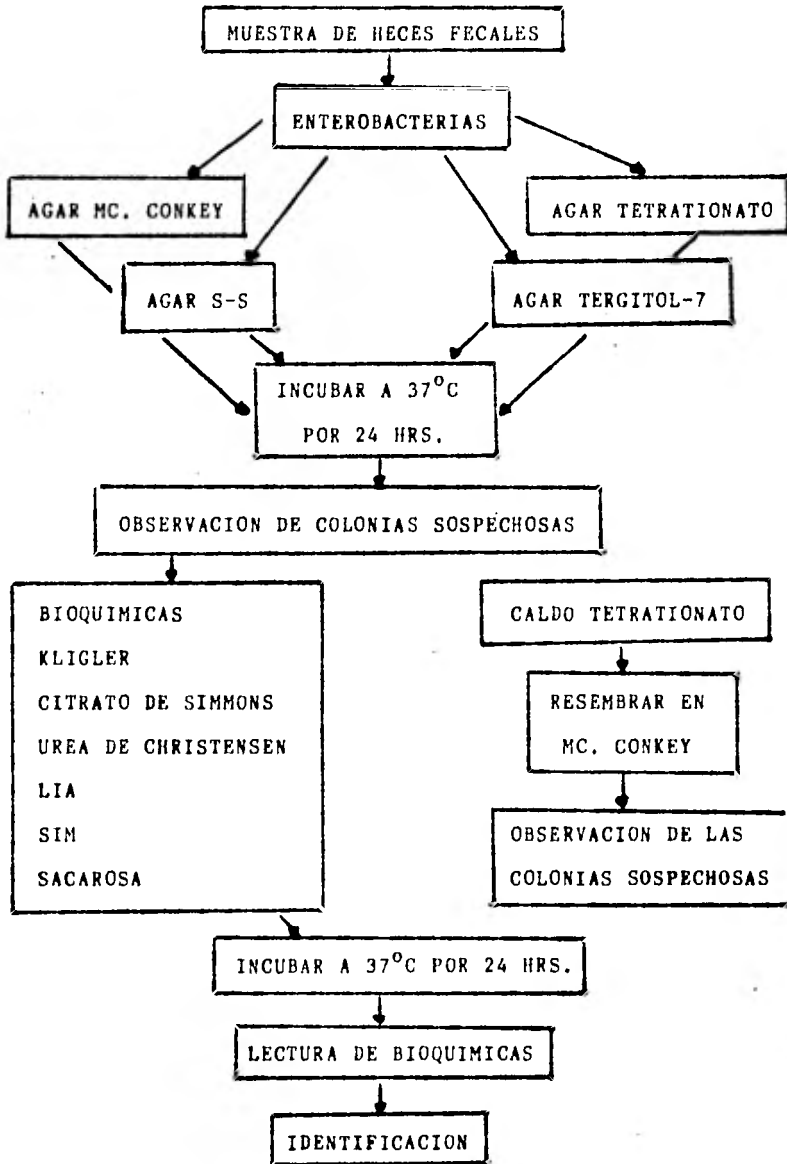 MUESTRA DE HECES FECALES
ENTEROBACTERIAS
AGAR MC. CONKEY
AGAR TETRATIONATO
AGAR S-S
AGAR TERGITOL-7
INCUBAR A 37°C
POR 24 HRS.
OBSERVACION DE COLONIAS SOSPECHOSAS
BIOQUIMICAS
KLIGLER
CITRATO DE SIMMONS
UREA DE CHRISTENSEN
LIA
SIM
SACAROSA
CALDO TETRATIONATO
RESEMBRAR EN
MC. CONKEY
OBSERVACION DE LAS
COLONIAS SOSPECHOSAS
INCUBAR A 37°C POR 24 HRS.
LECTURA DE BIOQUIMICAS
IDENTIFICACION